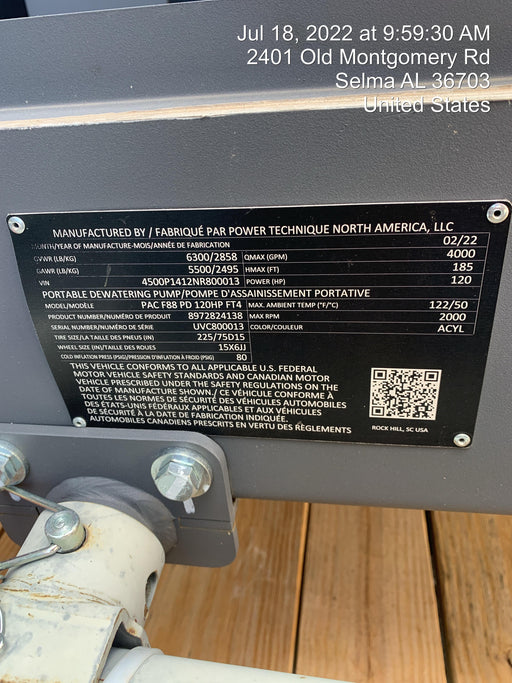 Jul 18, 2022 at 9:59:30 AM
2401 Old Montgomery Rd
Selma AL 36703
United States
MANUFACTURED BY / FABRIQUÉ PAR POWER TECHNIQUE NORTH AMERICA, LLC
MONTH/YEAR OF MANUFACTURE-MOIS/ANNÉE DE FABRICATION 02/22
GVWR (LB/KG) 6300/2858 QMAX (GPM) 4000
GAWR (LB/KG) 5500/2495 HMAX (FT) 185
VIN 4500P1412NR800013 POWER (HP) 120
PORTABLE DEWATERING PUMP/POMPE D'ASSAINISSEMENT PORTATIVE
MODEL/MODÈLE PAC F88 PD 120HP FT4 MAX. AMBIENT TEMP (°F/°C) 122/50
PRODUCT NUMBER/NUMÉRO DE PRODUIT 8972824138 MAX RPM 2000
SERIAL NUMBER/NUMÉRO DE SÉRIE UVC800013 COLOR/COULEUR ACYL
TIRE SIZE/LA TAILLE DES PNEUS (IN) 225/75D15
WHEEL SIZE (IN)/TAILLE DES ROUES 15X6JJ
COLD INFLATION PRESS (PSIG)/PRESSION D'INFLATION À FROID (PSIG) 80
THIS VEHICLE CONFORMS TO ALL APPLICABLE U.S. FEDERAL
MOTOR VEHICLE SAFETY STANDARDS AND CANADIAN MOTOR
VEHICLE PRESCRIBED UNDER THE SAFETY REGULATIONS ON THE
DATE OF MANUFACTURE SHOWN./ CE VÉHICULE CONFORME À
TOUTES LES NORMES DE SÉCURITÉ DES VÉHICULES AUTOMOBILES
DES ÉTATS-UNIS FÉDÉRAUX APPLICABLES ET AUX VÉHICULES
DE SÉCURITÉ À LA DATE DE FABRICATION INDIQUÉE.
AUTOMOBILES CANADIENS PRESCRITS EN VERTU DES RÈGLEMENTS
ROCK HILL, SC USA